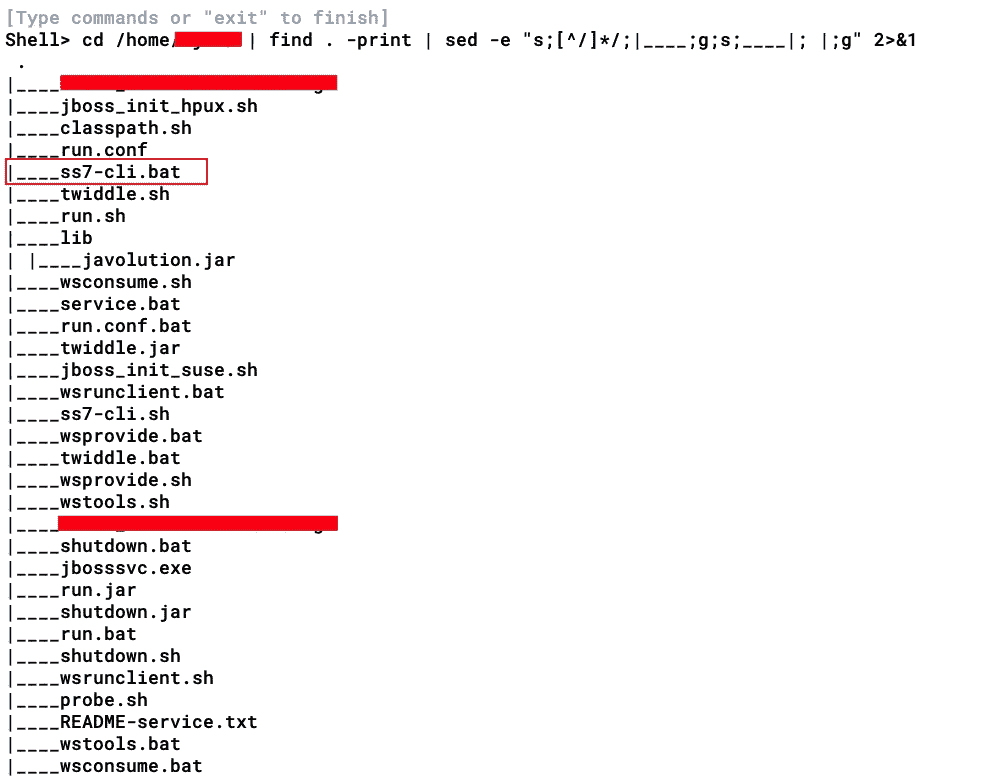 [Type commands or "exit" to finish]
Shell> cd /home/ | find . -print | sed -e "s;[^/]*/;|____;g;s;____|; |;g" 2>&1
.
|____
|____jboss_init_hpux.sh
|____classpath.sh
|____run.conf
|____ss7-cli.bat
|____twiddle.sh
|____run.sh
|____lib
| |____javolution.jar
|____wsconsume.sh
|____service.bat
|____run.conf.bat
|____twiddle.jar
|____jboss_init_suse.sh
|____wsrunclient.bat
|____ss7-cli.sh
|____wsprovide.bat
|____twiddle.bat
|____wsprovide.sh
|____wstools.sh
|____
|____shutdown.bat
|____jbosssvc.exe
|____run.jar
|____shutdown.jar
|____run.bat
|____shutdown.sh
|____wsrunclient.sh
|____probe.sh
|____README-service.txt
|____wstools.bat
|____wsconsume.bat